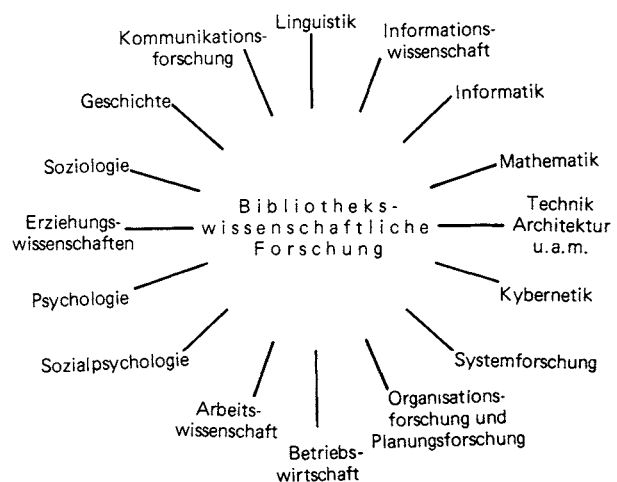 Linguistik
Informations-
wissenschaft
Informatik
Mathematik
Technik
Architektur
u.a.m.
Kybernetik
Systemforschung
Organisations-
forschung und
Planungsforschung
Betriebs-
wirtschaft
Arbeits-
wissenschaft
Sozialpsychologie
Psychologie
Erziehungs-
wissenschaften
Soziologie
Geschichte
Kommunikations-
forschung
Bibliotheks-
wissenschaftliche
Forschung